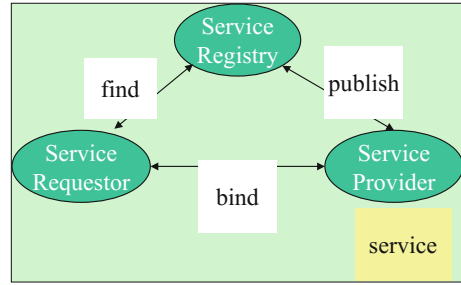 Service
Registry
find
publish
Service
Requestor
Service
Provider
bind
service